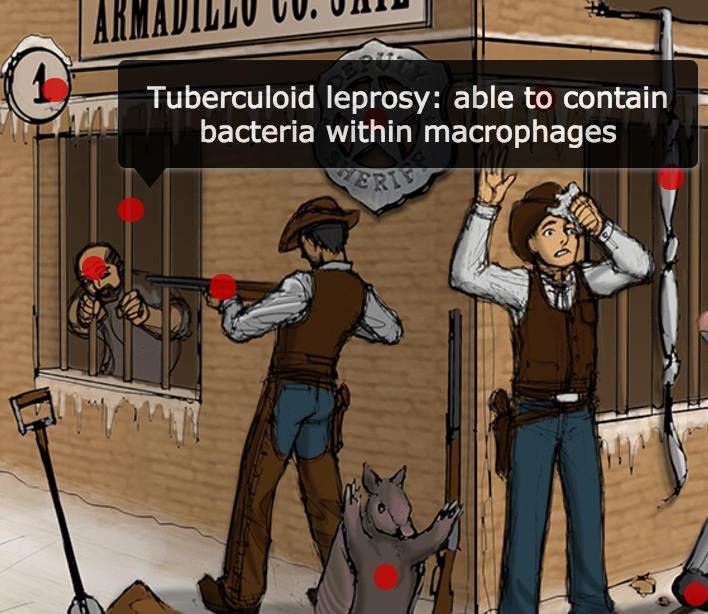 ARMADILLO CO. JAIL
1
DEPUTY
Tuberculoid leprosy: able to contain
bacteria within macrophages
SHERIFF